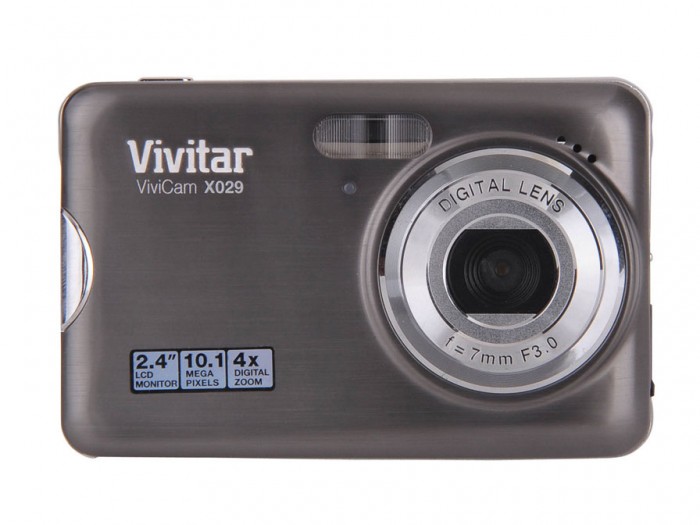 Vivitar
ViviCam X029
DIGITAL LENS
f = 7mm F3.0
2.4" 10.1 4x
LCD MEGA DIGITAL
MONITOR PIXELS ZOOM